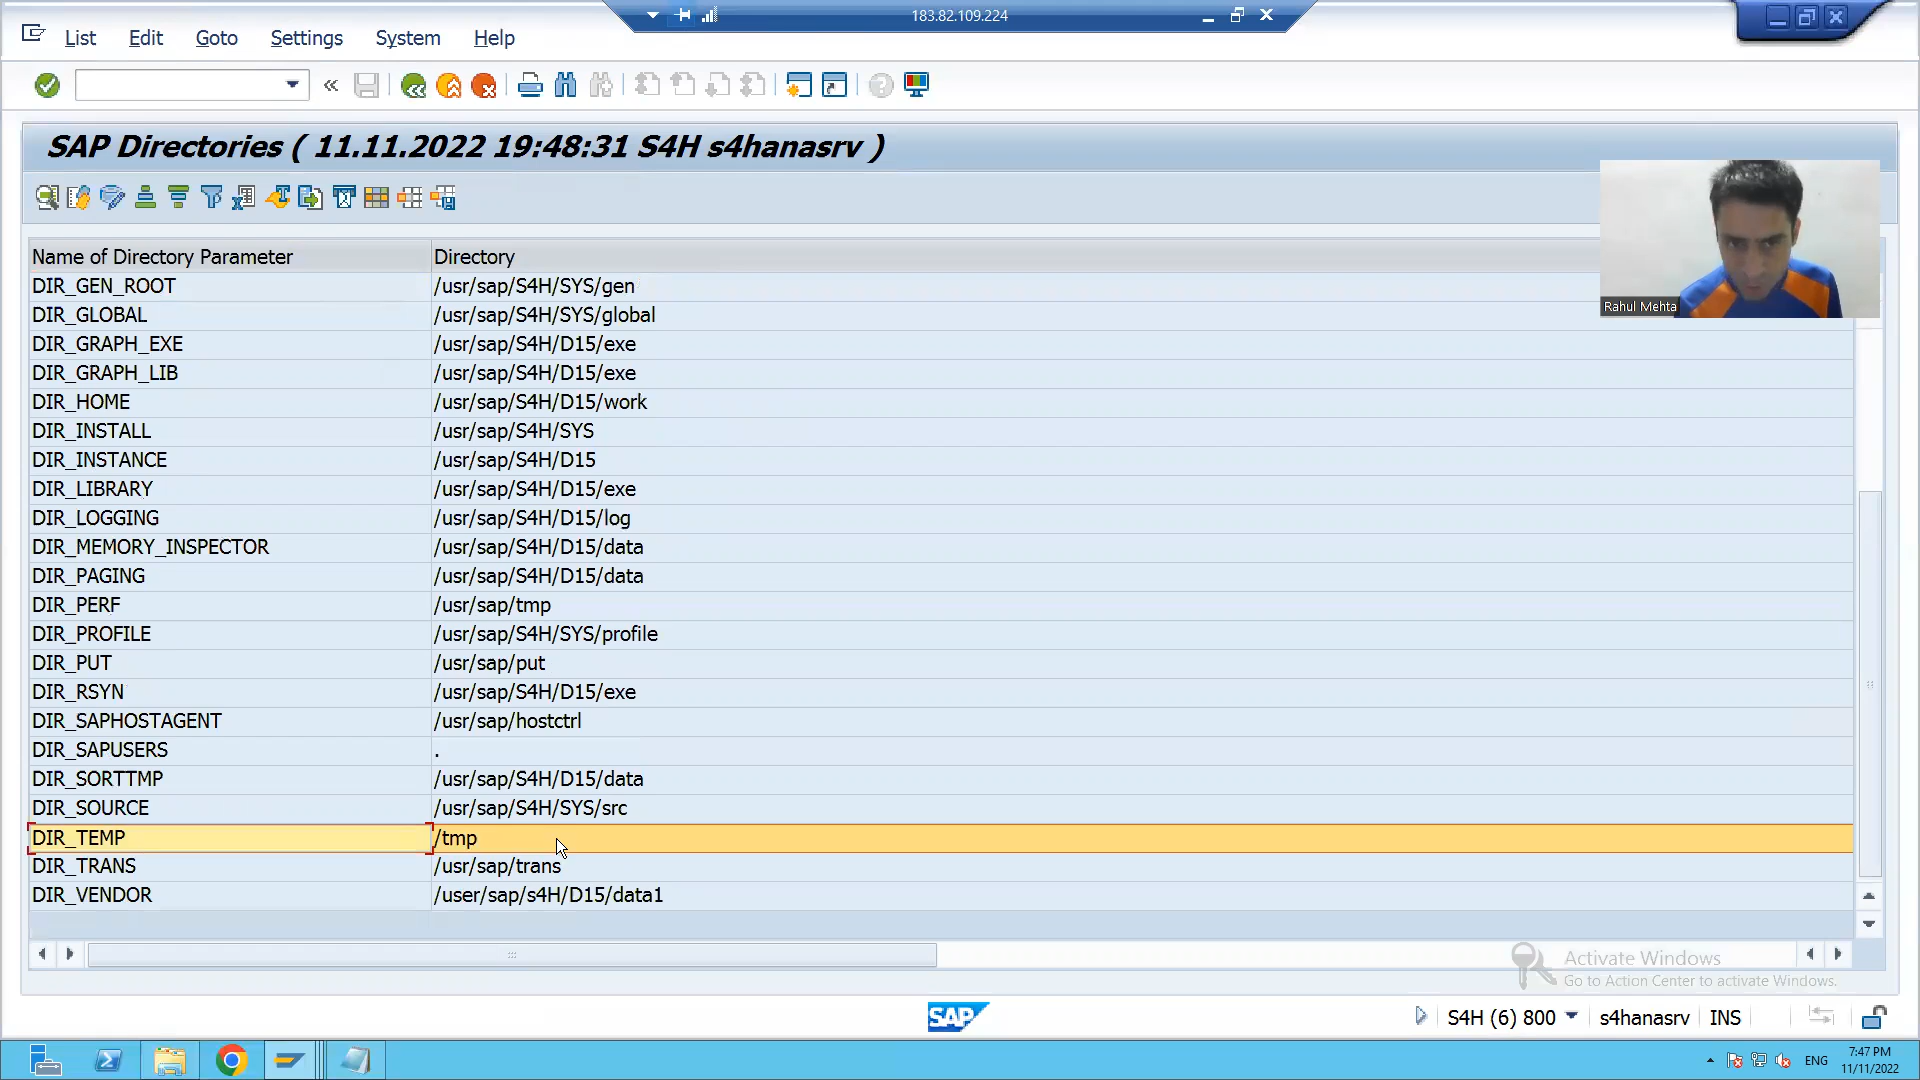 183.82.109.224
List Edit Goto Settings System Help
SAP Directories ( 11.11.2022 19:48:31 S4H s4hanasrv )
Name of Directory Parameter Directory
DIR_GEN_ROOT /usr/sap/S4H/SYS/gen
DIR_GLOBAL /usr/sap/S4H/SYS/global
DIR_GRAPH_EXE /usr/sap/S4H/D15/exe
DIR_GRAPH_LIB /usr/sap/S4H/D15/exe
DIR_HOME /usr/sap/S4H/D15/work
DIR_INSTALL /usr/sap/S4H/SYS
DIR_INSTANCE /usr/sap/S4H/D15
DIR_LIBRARY /usr/sap/S4H/D15/exe
DIR_LOGGING /usr/sap/S4H/D15/log
DIR_MEMORY_INSPECTOR /usr/sap/S4H/D15/data
DIR_PAGING /usr/sap/S4H/D15/data
DIR_PERF /usr/sap/tmp
DIR_PROFILE /usr/sap/S4H/SYS/profile
DIR_PUT /usr/sap/put
DIR_RSYN /usr/sap/S4H/D15/exe
DIR_SAPHOSTAGENT /usr/sap/hostctrl
DIR_SAPUSERS .
DIR_SORTTMP /usr/sap/S4H/D15/data
DIR_SOURCE /usr/sap/S4H/SYS/src
DIR_TEMP /tmp
DIR_TRANS /usr/sap/trans
DIR_VENDOR /user/sap/s4H/D15/data1
Rahul Mehta
Activate Windows
Go to Action Center to activate Windows.
SAP
S4H (6) 800 s4hanasrv INS
ENG
7:47 PM
11/11/2022